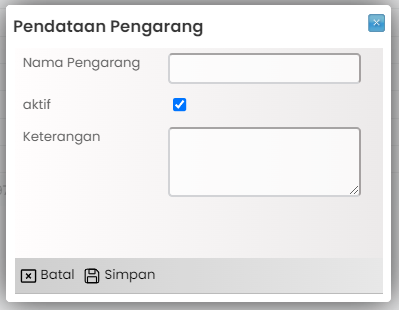 Pendataan Pengarang
Nama Pengarang
aktif
Keterangan
Batal Simpan